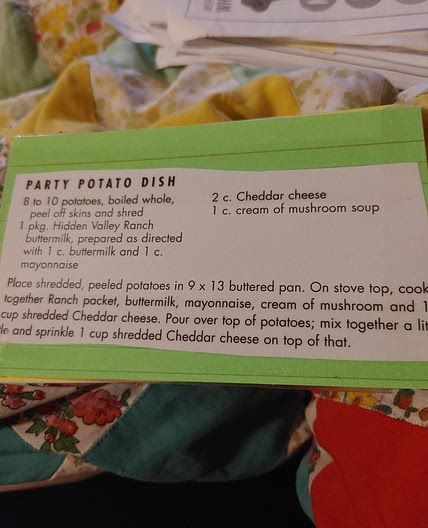 PARTY POTATO DISH
8 to 10 potatoes, boiled whole,
peel off skins and shred
1 pkg. Hidden Valley Ranch
buttermilk, prepared as directed
with 1 c. buttermilk and 1 c.
mayonnaise
2 c. Cheddar cheese
1 c. cream of mushroom soup
Place shredded, peeled potatoes in 9 x 13 buttered pan. On stove top, cook
together Ranch packet, buttermilk, mayonnaise, cream of mushroom and 1
cup shredded Cheddar cheese. Pour over top of potatoes; mix together a lit
tle and sprinkle 1 cup shredded Cheddar cheese on top of that.